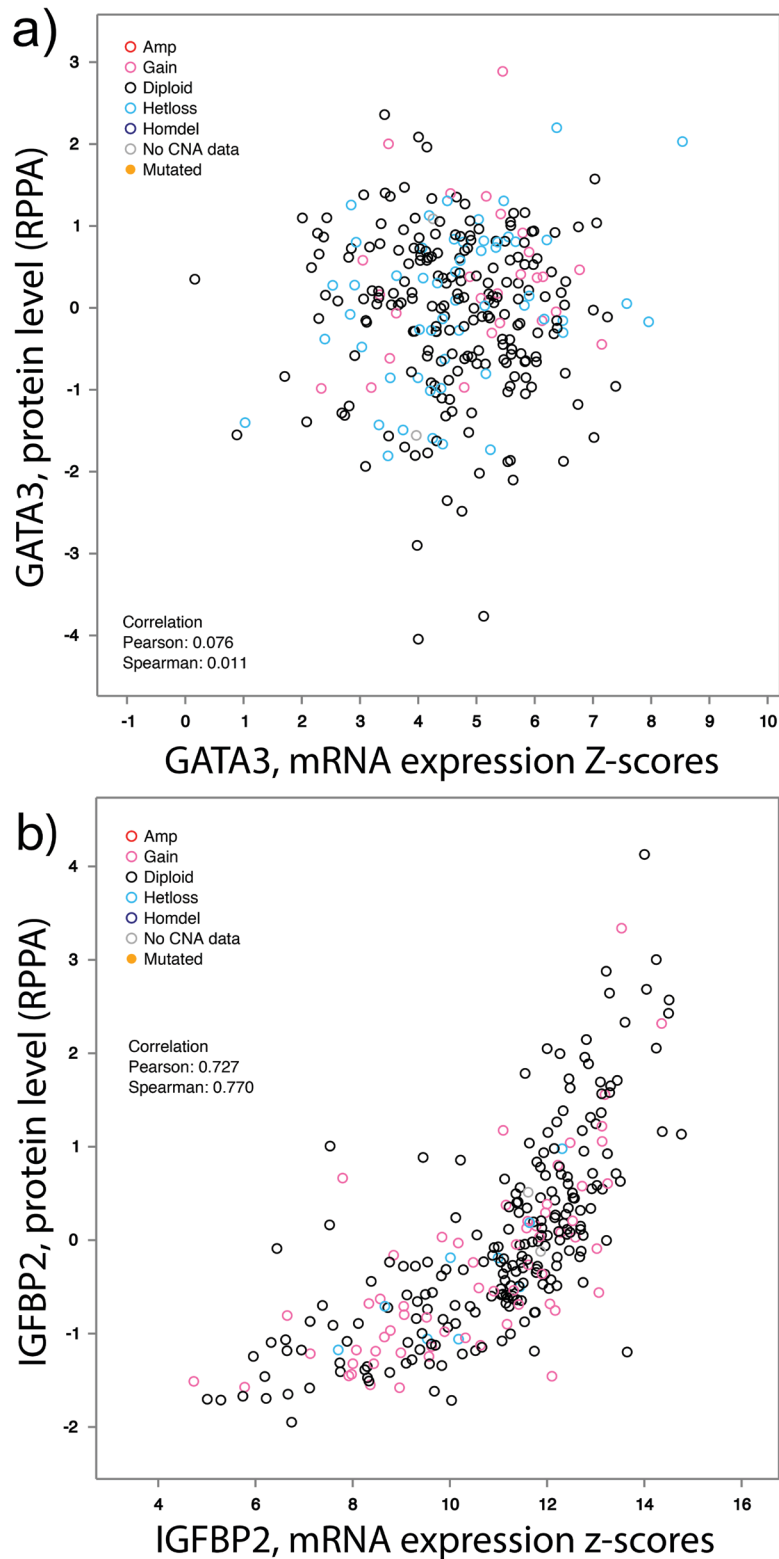 a)
Amp
Gain
Diploid
Hetloss
Homdel
No CNA data
Mutated
3
2
1
0
-1
-2
-3
-4
GATA3, protein level (RPPA)
Correlation
Pearson: 0.076
Spearman: 0.011
-1 0 1 2 3 4 5 6 7 8 9 10
GATA3, mRNA expression Z-scores
b)
Amp
Gain
Diploid
Hetloss
Homdel
No CNA data
Mutated
Correlation
Pearson: 0.727
Spearman: 0.770
4
3
2
1
0
-1
-2
IGFBP2, protein level (RPPA)
4 6 8 10 12 14 16
IGFBP2, mRNA expression z-scores